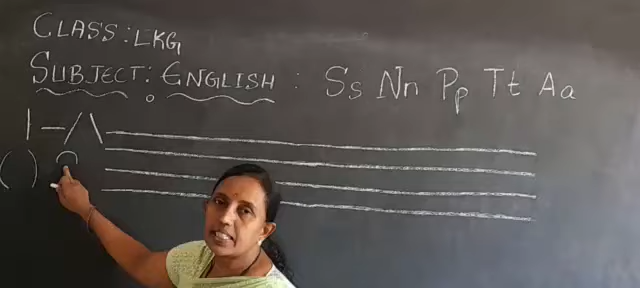 CLASS: LKG
SUBJECT: ENGLISH : Ss Nn Pp Tt Aa
| — / \
( ) ⌒